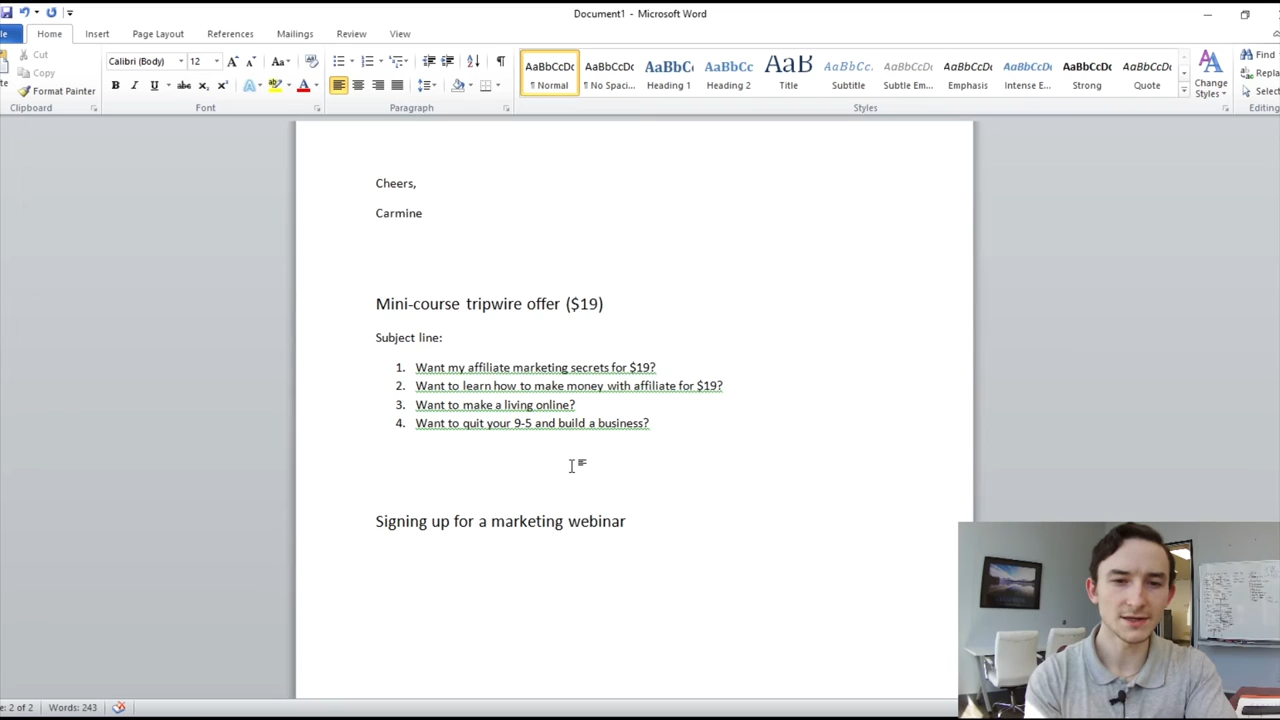 Document1 - Microsoft Word
Home Insert Page Layout References Mailings Review View
Cut
Copy
Format Painter
Clipboard
Calibri (Body) 12
Font
Paragraph
AaBbCcDc AaBbCcDc AaBbC AaBbCc AaB AaBbCc. AaBbCcDc AaBbCcDc AaBbCcDc AaBbCcDc AaBbCcDc
¶ Normal ¶ No Spaci... Heading 1 Heading 2 Title Subtitle Subtle Em... Emphasis Intense E... Strong Quote
Styles
Change Styles
Find
Repla
Select
Editing
Cheers,
Carmine
Mini-course tripwire offer ($19)
Subject line:
1. Want my affiliate marketing secrets for $19?
2. Want to learn how to make money with affiliate for $19?
3. Want to make a living online?
4. Want to quit your 9-5 and build a business?
Signing up for a marketing webinar
e: 2 of 2 Words: 243